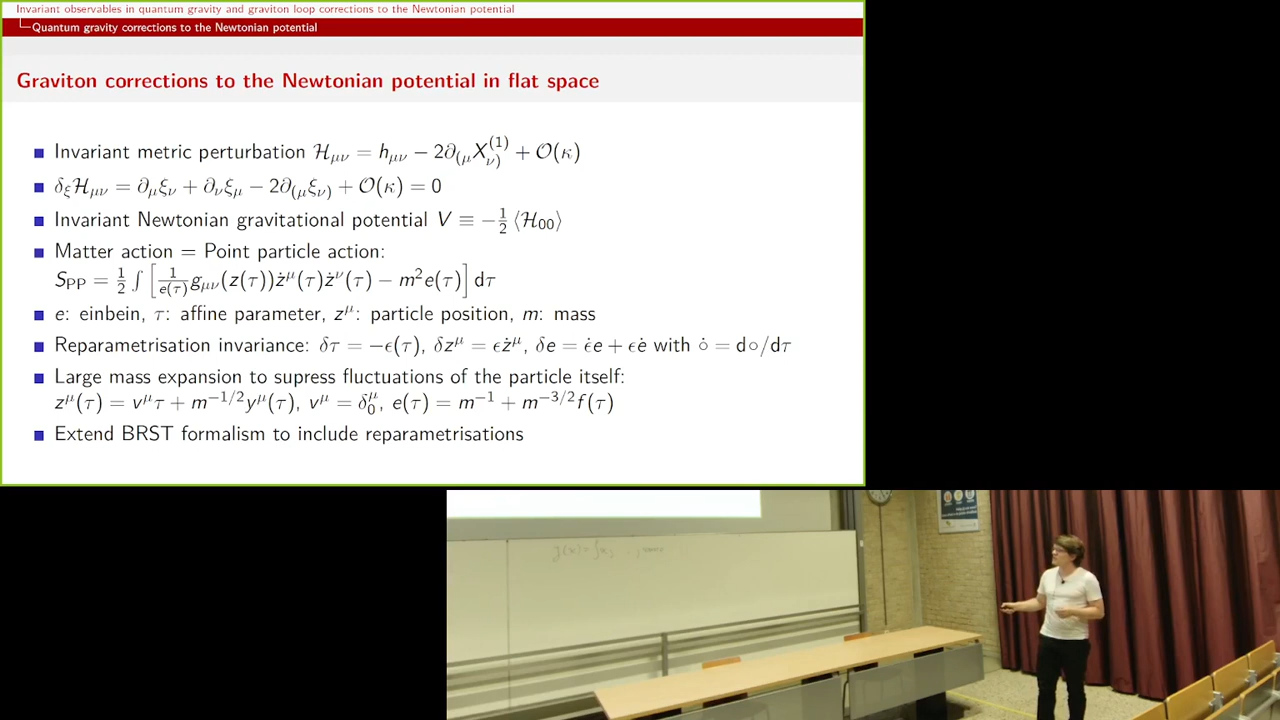 Invariant observables in quantum gravity and graviton loop corrections to the Newtonian potential
Quantum gravity corrections to the Newtonian potential
Graviton corrections to the Newtonian potential in flat space
Invariant metric perturbation ℋ_μν = h_μν − 2∂_(μ X^(1)_ν) + 𝒪(κ)
δ_ξ ℋ_μν = ∂_μ ξ_ν + ∂_ν ξ_μ − 2∂_(μ ξ_ν) + 𝒪(κ) = 0
Invariant Newtonian gravitational potential V ≡ −½ ⟨ℋ_00⟩
Matter action = Point particle action:
S_PP = ½ ∫ [1/e(τ) g_μν(z(τ)) ż^μ(τ) ż^ν(τ) − m²e(τ)] dτ
e: einbein, τ: affine parameter, z^μ: particle position, m: mass
Reparametrisation invariance: δτ = −ϵ(τ), δz^μ = ϵż^μ, δe = ϵ̇e + ϵė with ȯ = d∘/dτ
Large mass expansion to supress fluctuations of the particle itself:
z^μ(τ) = v^μ τ + m^−1/2 y^μ(τ), v^μ = δ^μ_0, e(τ) = m^−1 + m^−3/2 f(τ)
Extend BRST formalism to include reparametrisations